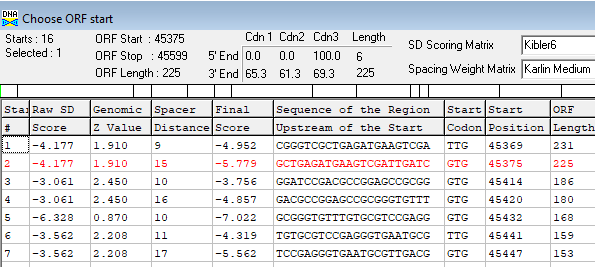 DNA Choose ORF start
Starts : 16 ORF Start : 45375 Cdn 1 Cdn2 Cdn3 Length SD Scoring Matrix Kibler6
Selected : 1 ORF Stop : 45599 5' End 0.0 0.0 100.0 6
ORF Length : 225 3' End 65.3 61.3 69.3 225 Spacing Weight Matrix Karlin Medium
Star Raw SD Genomic Spacer Final Sequence of the Region Start Start ORF
# Score Z Value Distance Score Upstream of the Start Codon Position Length
1 -4.177 1.910 9 -4.952 CGGGTCGCTGAGATGAAGTCGA TTG 45369 231
2 -4.177 1.910 15 -5.779 GCTGAGATGAAGTCGATTGATC GTG 45375 225
3 -3.061 2.450 10 -3.756 GGATCCGACGCCGGAGCCGCGG GTG 45414 186
4 -3.061 2.450 16 -4.857 GACGCCGGAGCCGCGGGTGTTT GTG 45420 180
5 -6.328 0.870 10 -7.022 GCGGGTGTTTGTGCGTCCGAGG GTG 45432 168
6 -3.562 2.208 11 -4.319 TGTGCGTCCGAGGGTGAATGCG TTG 45441 159
7 -3.562 2.208 17 -5.562 TCCGAGGGTGAATGCGTTGACG GTG 45447 153